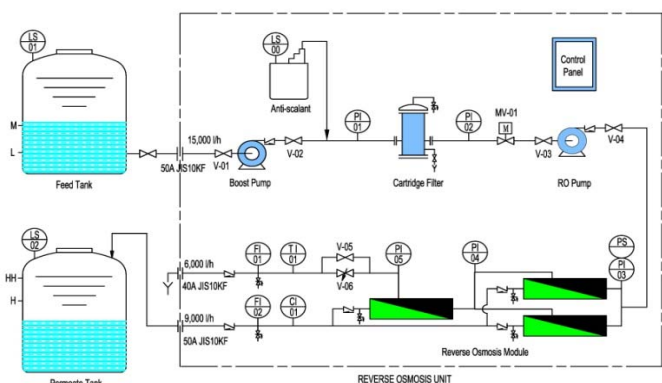 LS
01
LS
00
Control
Panel
Anti-scalant
PI
01
PI
02
MV-01
M
M
15,000 l/h
L
50A JIS10KF
V-01
V-02
V-03
V-04
Feed Tank
Boost Pump
Cartridge Filter
RO Pump
LS
02
6,000 l/h
FI
01
TI
01
V-05
PI
05
PI
04
PS
PI
03
HH
40A JIS10KF
V-06
H
9,000 l/h
FI
02
CI
01
50A JIS10KF
Reverse Osmosis Module
Permeate Tank
REVERSE OSMOSIS UNIT